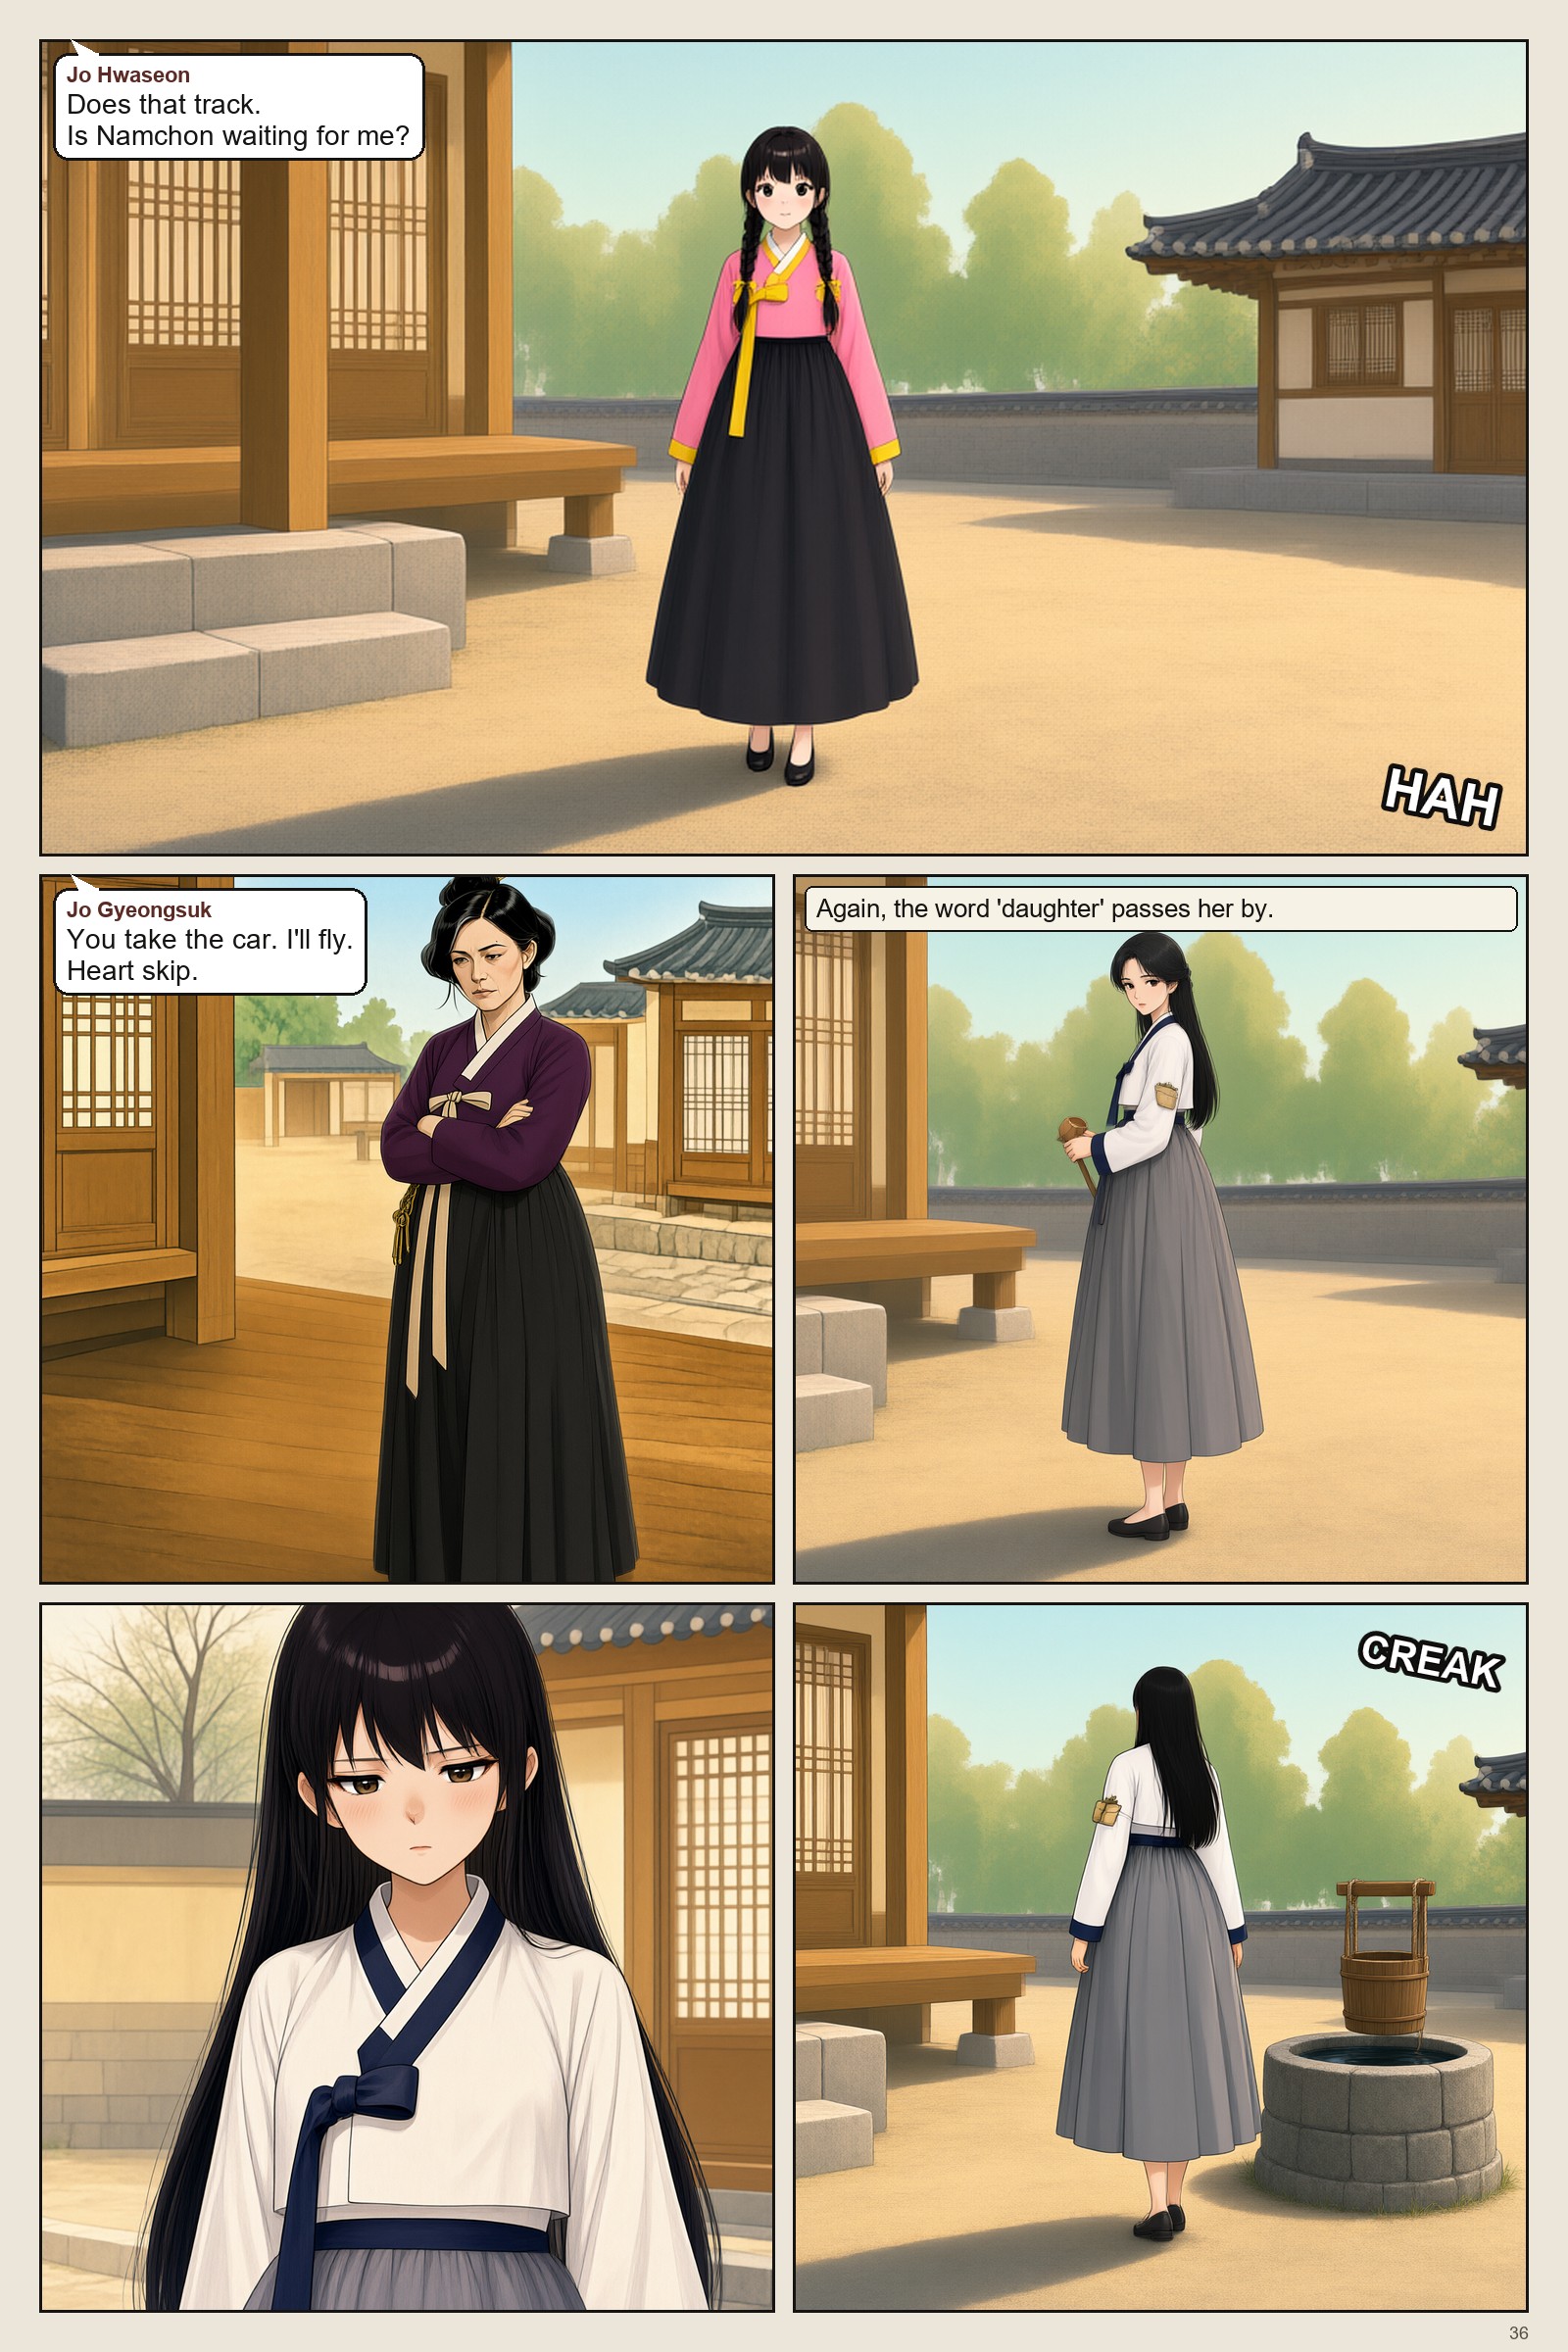 Jo Hwaseon
Does that track.
Is Namchon waiting for me?
HAH
Jo Gyeongsuk
You take the car. I'll fly.
Heart skip.
Again, the word 'daughter' passes her by.
CREAK
36